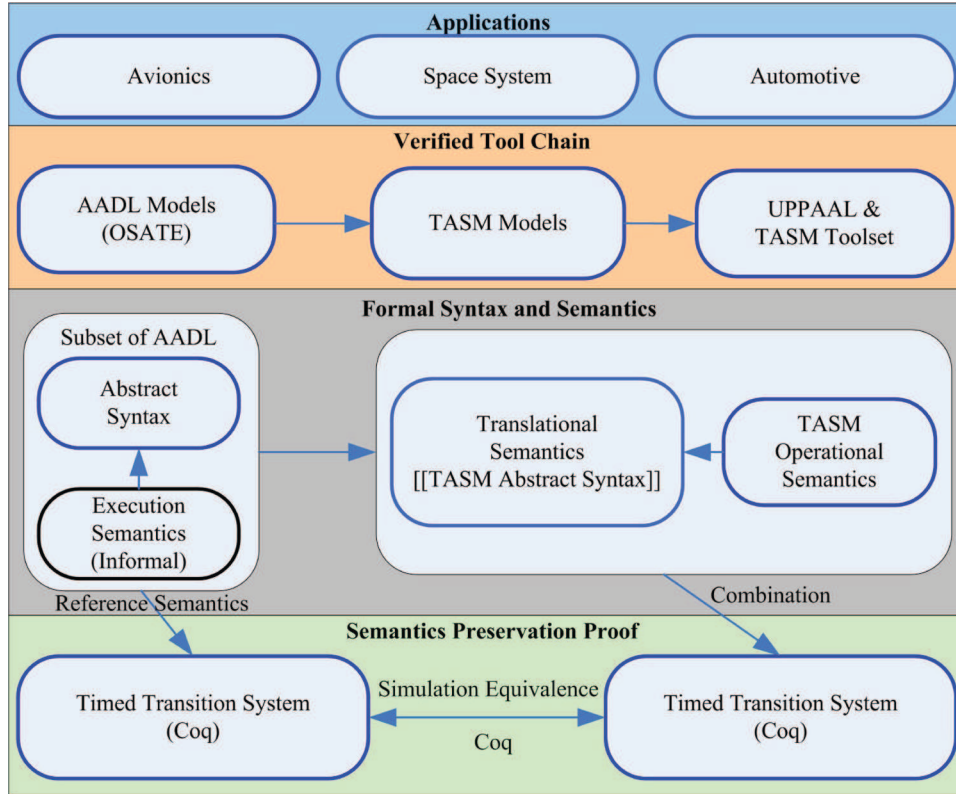 Applications
Avionics
Space System
Automotive
Verified Tool Chain
AADL Models
(OSATE)
TASM Models
UPPAAL &
TASM Toolset
Formal Syntax and Semantics
Subset of AADL
Abstract
Syntax
Execution
Semantics
(Informal)
Translational
Semantics
[[TASM Abstract Syntax]]
TASM
Operational
Semantics
Reference Semantics
Combination
Semantics Preservation Proof
Timed Transition System
(Coq)
Simulation Equivalence
Coq
Timed Transition System
(Coq)